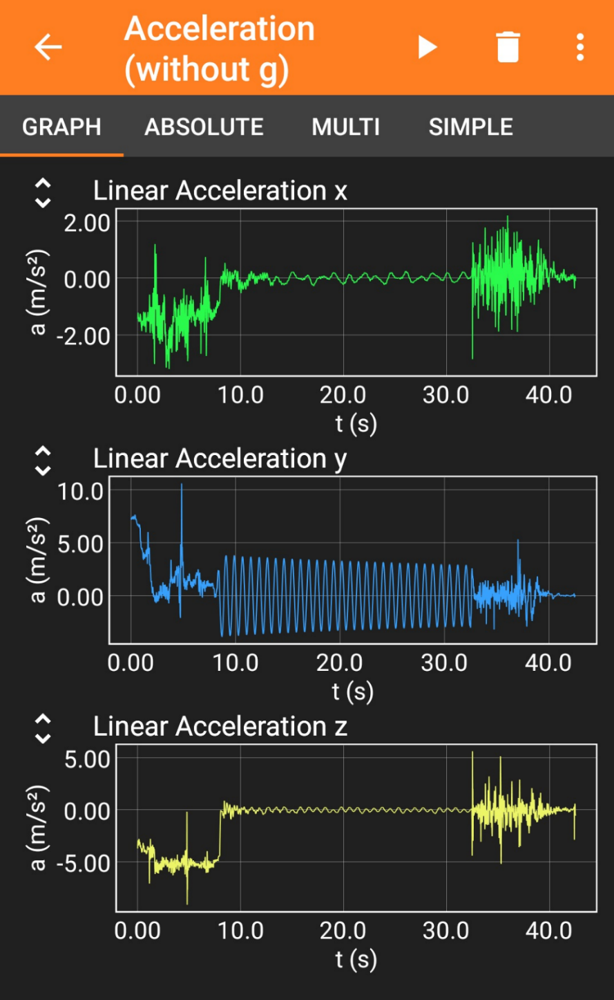 Acceleration
(without g)
GRAPH ABSOLUTE MULTI SIMPLE
Linear Acceleration x
a (m/s²)
2.00
0.00
-2.00
0.00 10.0 20.0 30.0 40.0
t (s)
Linear Acceleration y
a (m/s²)
10.0
5.00
0.00
0.00 10.0 20.0 30.0 40.0
t (s)
Linear Acceleration z
a (m/s²)
5.00
0.00
-5.00
0.00 10.0 20.0 30.0 40.0
t (s)